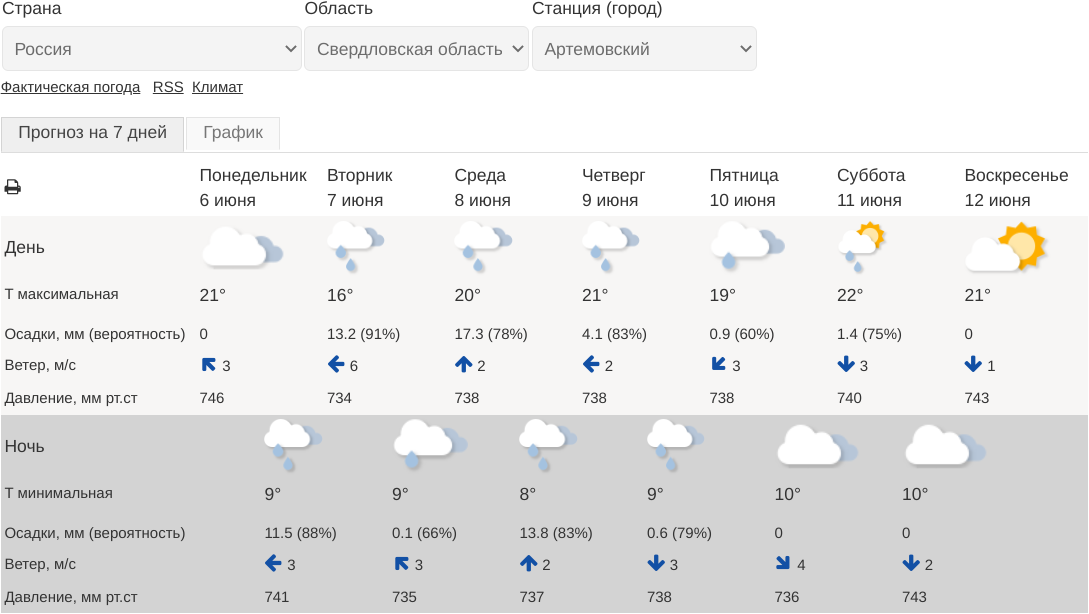 Страна Область Станция (город)
Россия Свердловская область Артемовский
Фактическая погода RSS Климат
Прогноз на 7 дней График
Понедельник Вторник Среда Четверг Пятница Суббота Воскресенье
6 июня 7 июня 8 июня 9 июня 10 июня 11 июня 12 июня
День
Т максимальная 21° 16° 20° 21° 19° 22° 21°
Осадки, мм (вероятность) 0 13.2 (91%) 17.3 (78%) 4.1 (83%) 0.9 (60%) 1.4 (75%) 0
Ветер, м/с 3 6 2 2 3 3 1
Давление, мм рт.ст 746 734 738 738 738 740 743
Ночь
Т минимальная 9° 9° 8° 9° 10° 10°
Осадки, мм (вероятность) 11.5 (88%) 0.1 (66%) 13.8 (83%) 0.6 (79%) 0 0
Ветер, м/с 3 3 2 3 4 2
Давление, мм рт.ст 741 735 737 738 736 743